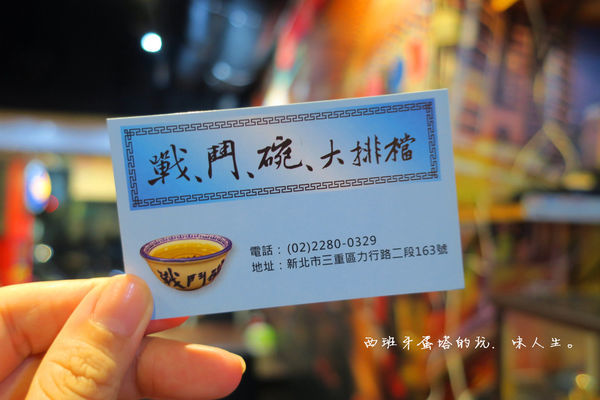 戰、鬥、碗、大排檔
電話：(02)2280-0329
地址：新北市三重區力行路二段163號
戰鬥碗
西班牙蛋塔的玩．味人生。